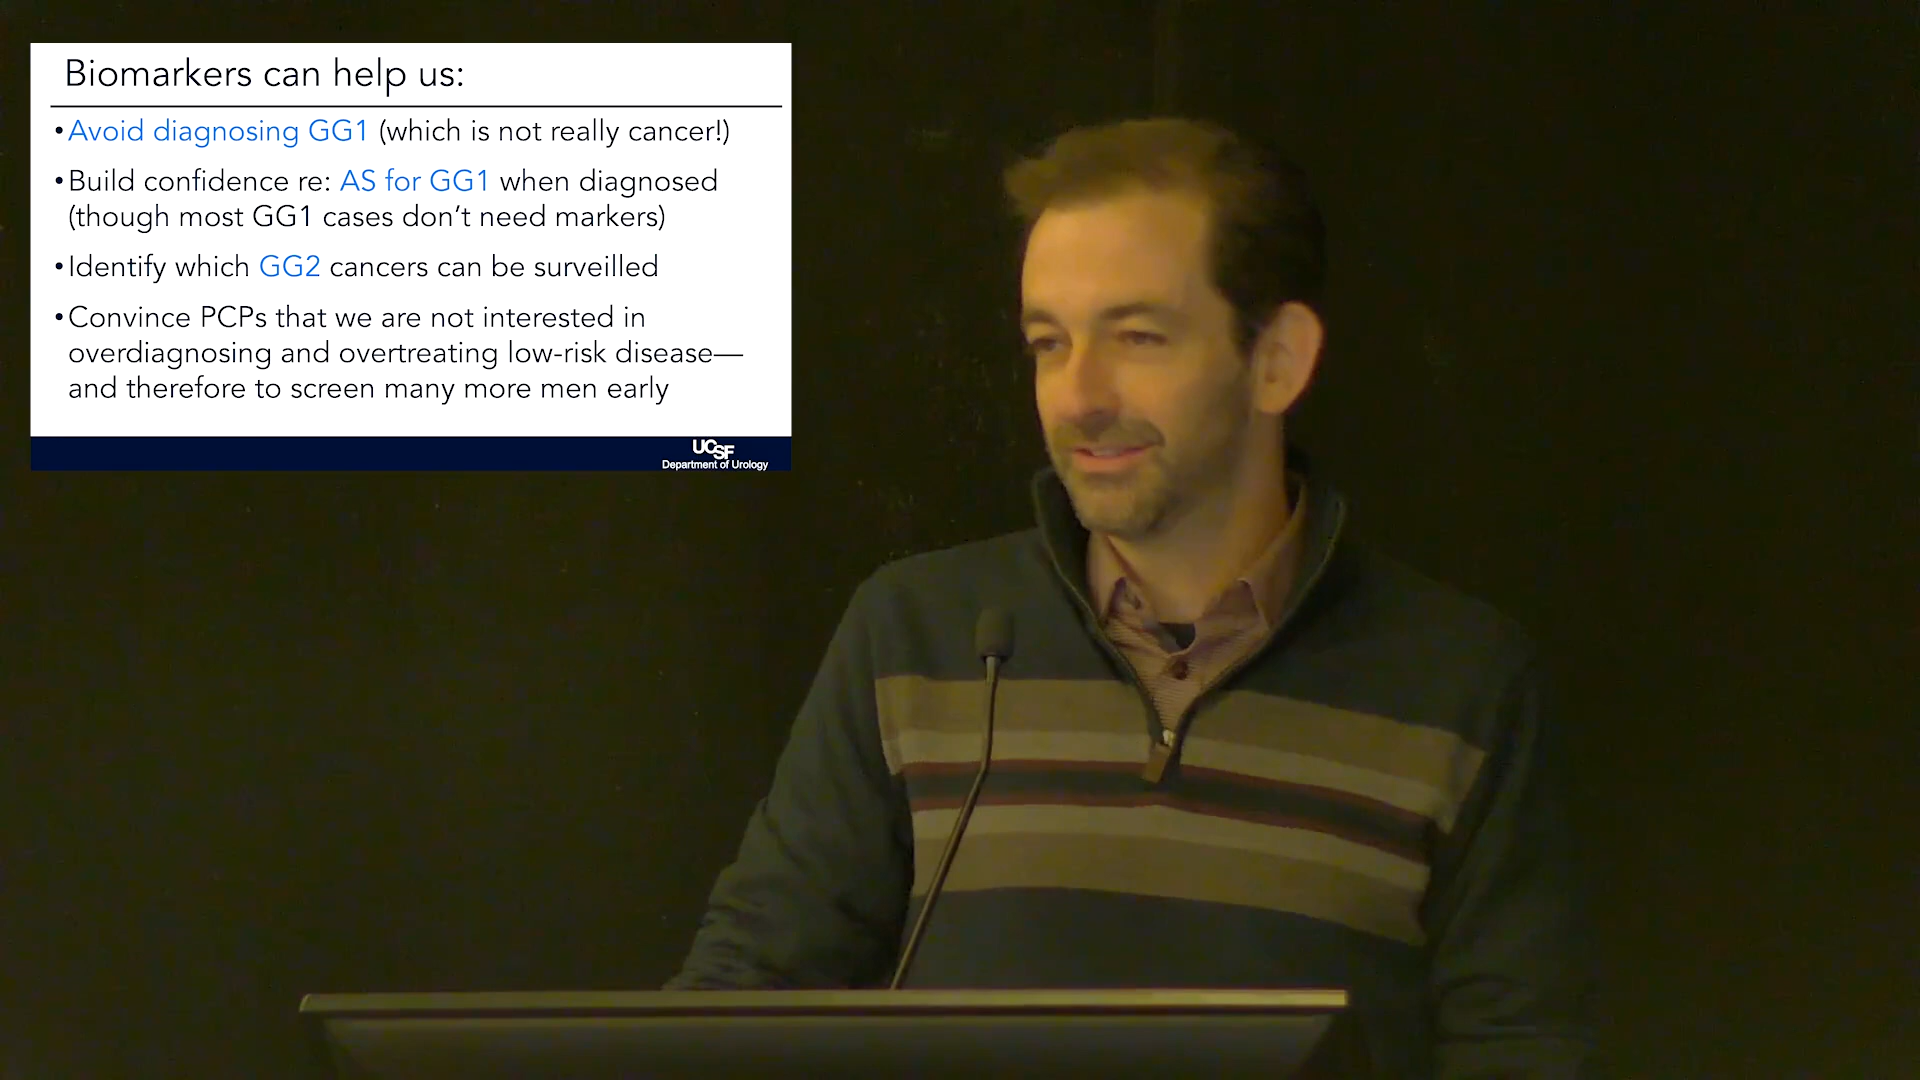 Biomarkers can help us:
•Avoid diagnosing GG1 (which is not really cancer!)
•Build confidence re: AS for GG1 when diagnosed
(though most GG1 cases don’t need markers)
•Identify which GG2 cancers can be surveilled
•Convince PCPs that we are not interested in
overdiagnosing and overtreating low-risk disease—
and therefore to screen many more men early
UCSF
Department of Urology